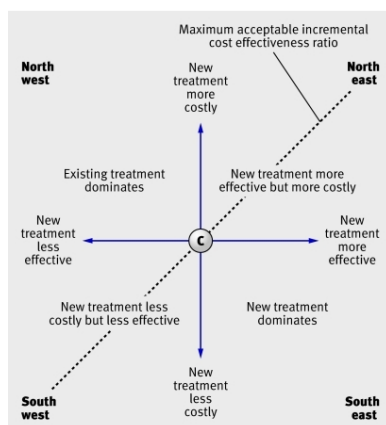 Maximum acceptable incremental
cost effectiveness ratio
North
west
New
treatment
more
costly
North
east
Existing treatment
dominates
New treatment more
effective but more costly
New
treatment
less
effective
C
New
treatment
more
effective
New treatment less
costly but less effective
New treatment
dominates
New
treatment
less
costly
South
west
South
east